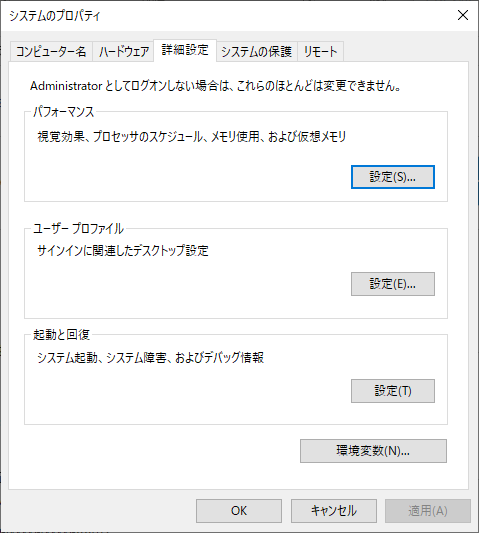 システムのプロパティ
コンピューター名 ハードウェア 詳細設定 システムの保護 リモート
Administrator としてログオンしない場合は、これらのほとんどは変更できません。
パフォーマンス
視覚効果、プロセッサのスケジュール、メモリ使用、および仮想メモリ
設定(S)...
ユーザー プロファイル
サインインに関連したデスクトップ設定
設定(E)...
起動と回復
システム起動、システム障害、およびデバッグ情報
設定(T)
環境変数(N)...
OK キャンセル 適用(A)